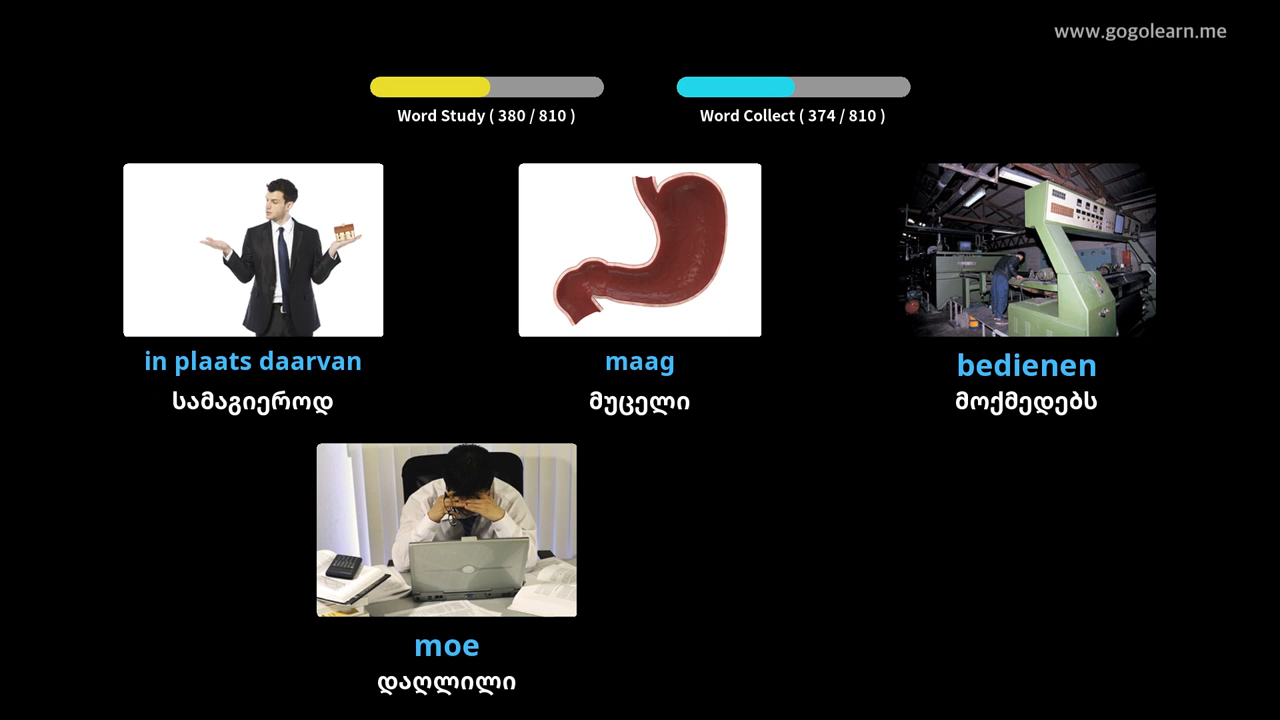 www.gogolearn.me
Word Study ( 380 / 810 )
Word Collect ( 374 / 810 )
in plaats daarvan
სამაგიეროდ
maag
მუცელი
bedienen
მოქმედებს
moe
დაღლილი